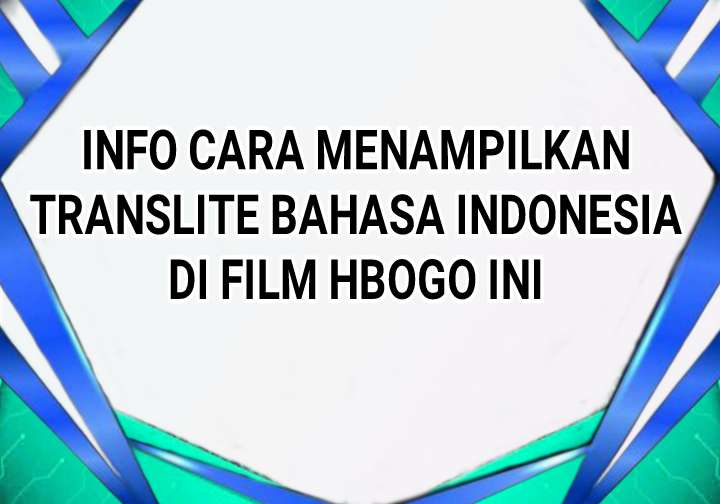 INFO CARA MENAMPILKAN
TRANSLITE BAHASA INDONESIA
DI FILM HBOGO INI